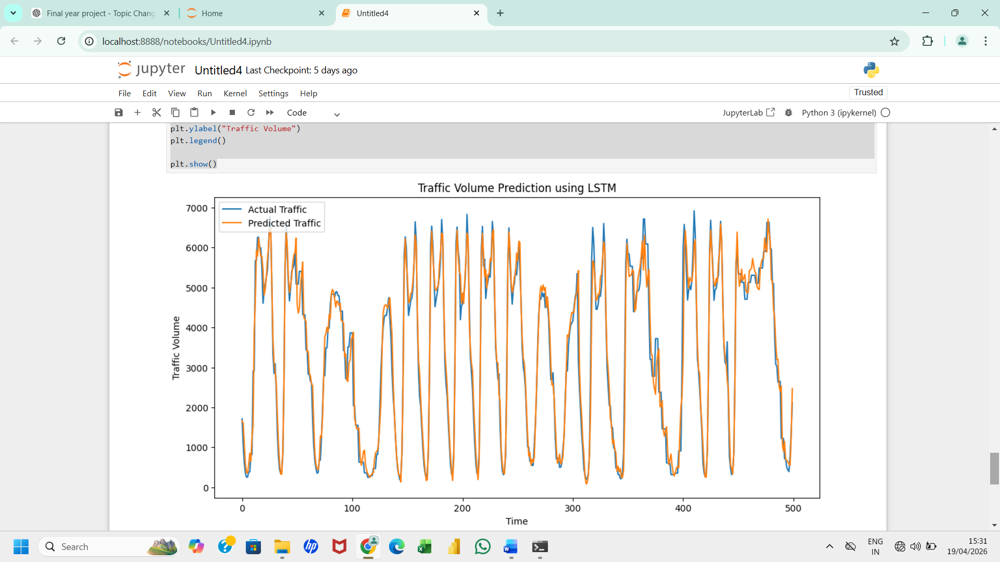 Final year project - Topic Chang
Home
Untitled4
localhost:8888/notebooks/Untitled4.ipynb
jupyter Untitled4 Last Checkpoint: 5 days ago
File Edit View Run Kernel Settings Help
Trusted
Code
JupyterLab
Python 3 (ipykernel)
plt.ylabel("Traffic Volume")
plt.legend()
plt.show()
Traffic Volume Prediction using LSTM
Actual Traffic
Predicted Traffic
7000
6000
5000
4000
3000
2000
1000
0
Traffic Volume
0 100 200 300 400 500
Time
Search
ENG
IN
15:31
19/04/2026